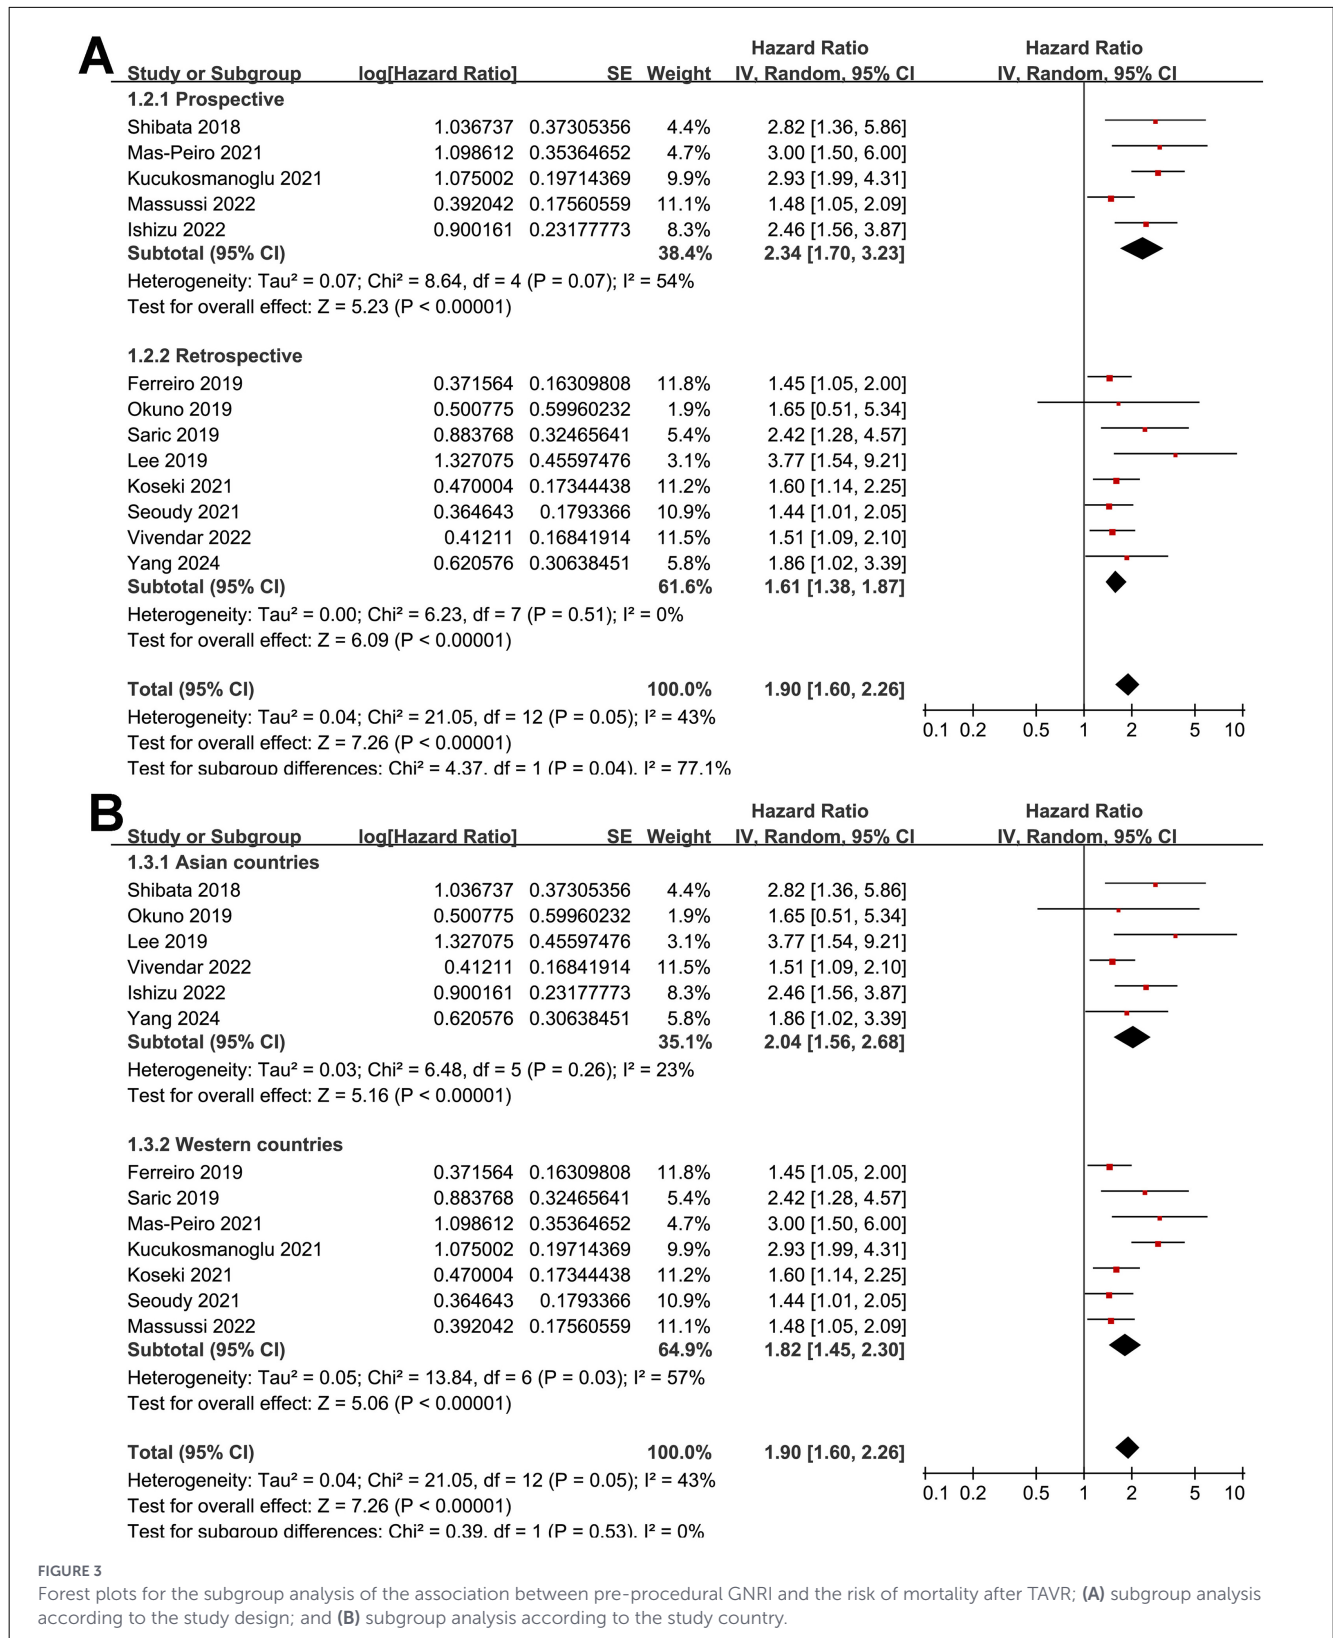 A
Hazard Ratio Hazard Ratio
Study or Subgroup log[Hazard Ratio] SE Weight IV, Random, 95% CI IV, Random, 95% CI
1.2.1 Prospective
Shibata 2018 1.036737 0.37305356 4.4% 2.82 [1.36, 5.86]
Mas-Peiro 2021 1.098612 0.35364652 4.7% 3.00 [1.50, 6.00]
Kucukosmanoglu 2021 1.075002 0.19714369 9.9% 2.93 [1.99, 4.31]
Massussi 2022 0.392042 0.17560559 11.1% 1.48 [1.05, 2.09]
Ishizu 2022 0.900161 0.23177773 8.3% 2.46 [1.56, 3.87]
Subtotal (95% CI) 38.4% 2.34 [1.70, 3.23]
Heterogeneity: Tau² = 0.07; Chi² = 8.64, df = 4 (P = 0.07); I² = 54%
Test for overall effect: Z = 5.23 (P < 0.00001)
1.2.2 Retrospective
Ferreiro 2019 0.371564 0.16309808 11.8% 1.45 [1.05, 2.00]
Okuno 2019 0.500775 0.59960232 1.9% 1.65 [0.51, 5.34]
Saric 2019 0.883768 0.32465641 5.4% 2.42 [1.28, 4.57]
Lee 2019 1.327075 0.45597476 3.1% 3.77 [1.54, 9.21]
Koseki 2021 0.470004 0.17344438 11.2% 1.60 [1.14, 2.25]
Seoudy 2021 0.364643 0.1793366 10.9% 1.44 [1.01, 2.05]
Vivendar 2022 0.41211 0.16841914 11.5% 1.51 [1.09, 2.10]
Yang 2024 0.620576 0.30638451 5.8% 1.86 [1.02, 3.39]
Subtotal (95% CI) 61.6% 1.61 [1.38, 1.87]
Heterogeneity: Tau² = 0.00; Chi² = 6.23, df = 7 (P = 0.51); I² = 0%
Test for overall effect: Z = 6.09 (P < 0.00001)
Total (95% CI) 100.0% 1.90 [1.60, 2.26]
Heterogeneity: Tau² = 0.04; Chi² = 21.05, df = 12 (P = 0.05); I² = 43%
Test for overall effect: Z = 7.26 (P < 0.00001)
Test for subgroup differences: Chi² = 4.37, df = 1 (P = 0.04), I² = 77.1%
0.1 0.2 0.5 1 2 5 10
B
Hazard Ratio Hazard Ratio
Study or Subgroup log[Hazard Ratio] SE Weight IV, Random, 95% CI IV, Random, 95% CI
1.3.1 Asian countries
Shibata 2018 1.036737 0.37305356 4.4% 2.82 [1.36, 5.86]
Okuno 2019 0.500775 0.59960232 1.9% 1.65 [0.51, 5.34]
Lee 2019 1.327075 0.45597476 3.1% 3.77 [1.54, 9.21]
Vivendar 2022 0.41211 0.16841914 11.5% 1.51 [1.09, 2.10]
Ishizu 2022 0.900161 0.23177773 8.3% 2.46 [1.56, 3.87]
Yang 2024 0.620576 0.30638451 5.8% 1.86 [1.02, 3.39]
Subtotal (95% CI) 35.1% 2.04 [1.56, 2.68]
Heterogeneity: Tau² = 0.03; Chi² = 6.48, df = 5 (P = 0.26); I² = 23%
Test for overall effect: Z = 5.16 (P < 0.00001)
1.3.2 Western countries
Ferreiro 2019 0.371564 0.16309808 11.8% 1.45 [1.05, 2.00]
Saric 2019 0.883768 0.32465641 5.4% 2.42 [1.28, 4.57]
Mas-Peiro 2021 1.098612 0.35364652 4.7% 3.00 [1.50, 6.00]
Kucukosmanoglu 2021 1.075002 0.19714369 9.9% 2.93 [1.99, 4.31]
Koseki 2021 0.470004 0.17344438 11.2% 1.60 [1.14, 2.25]
Seoudy 2021 0.364643 0.1793366 10.9% 1.44 [1.01, 2.05]
Massussi 2022 0.392042 0.17560559 11.1% 1.48 [1.05, 2.09]
Subtotal (95% CI) 64.9% 1.82 [1.45, 2.30]
Heterogeneity: Tau² = 0.05; Chi² = 13.84, df = 6 (P = 0.03); I² = 57%
Test for overall effect: Z = 5.06 (P < 0.00001)
Total (95% CI) 100.0% 1.90 [1.60, 2.26]
Heterogeneity: Tau² = 0.04; Chi² = 21.05, df = 12 (P = 0.05); I² = 43%
Test for overall effect: Z = 7.26 (P < 0.00001)
Test for subgroup differences: Chi² = 0.39, df = 1 (P = 0.53), I² = 0%
0.1 0.2 0.5 1 2 5 10
FIGURE 3
Forest plots for the subgroup analysis of the association between pre-procedural GNRI and the risk of mortality after TAVR; (A) subgroup analysis
according to the study design; and (B) subgroup analysis according to the study country.